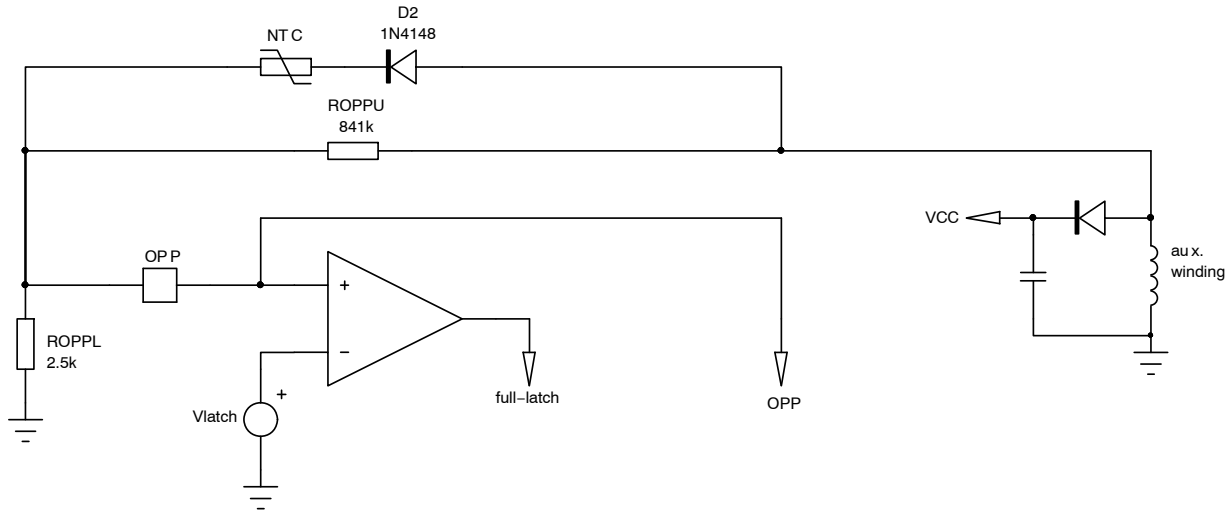 D2
1N4148
NTC
ROPPU
841k
VCC
aux.
winding
OPP
+
−
ROPPL
2.5k
+
Vlatch
full−latch
OPP